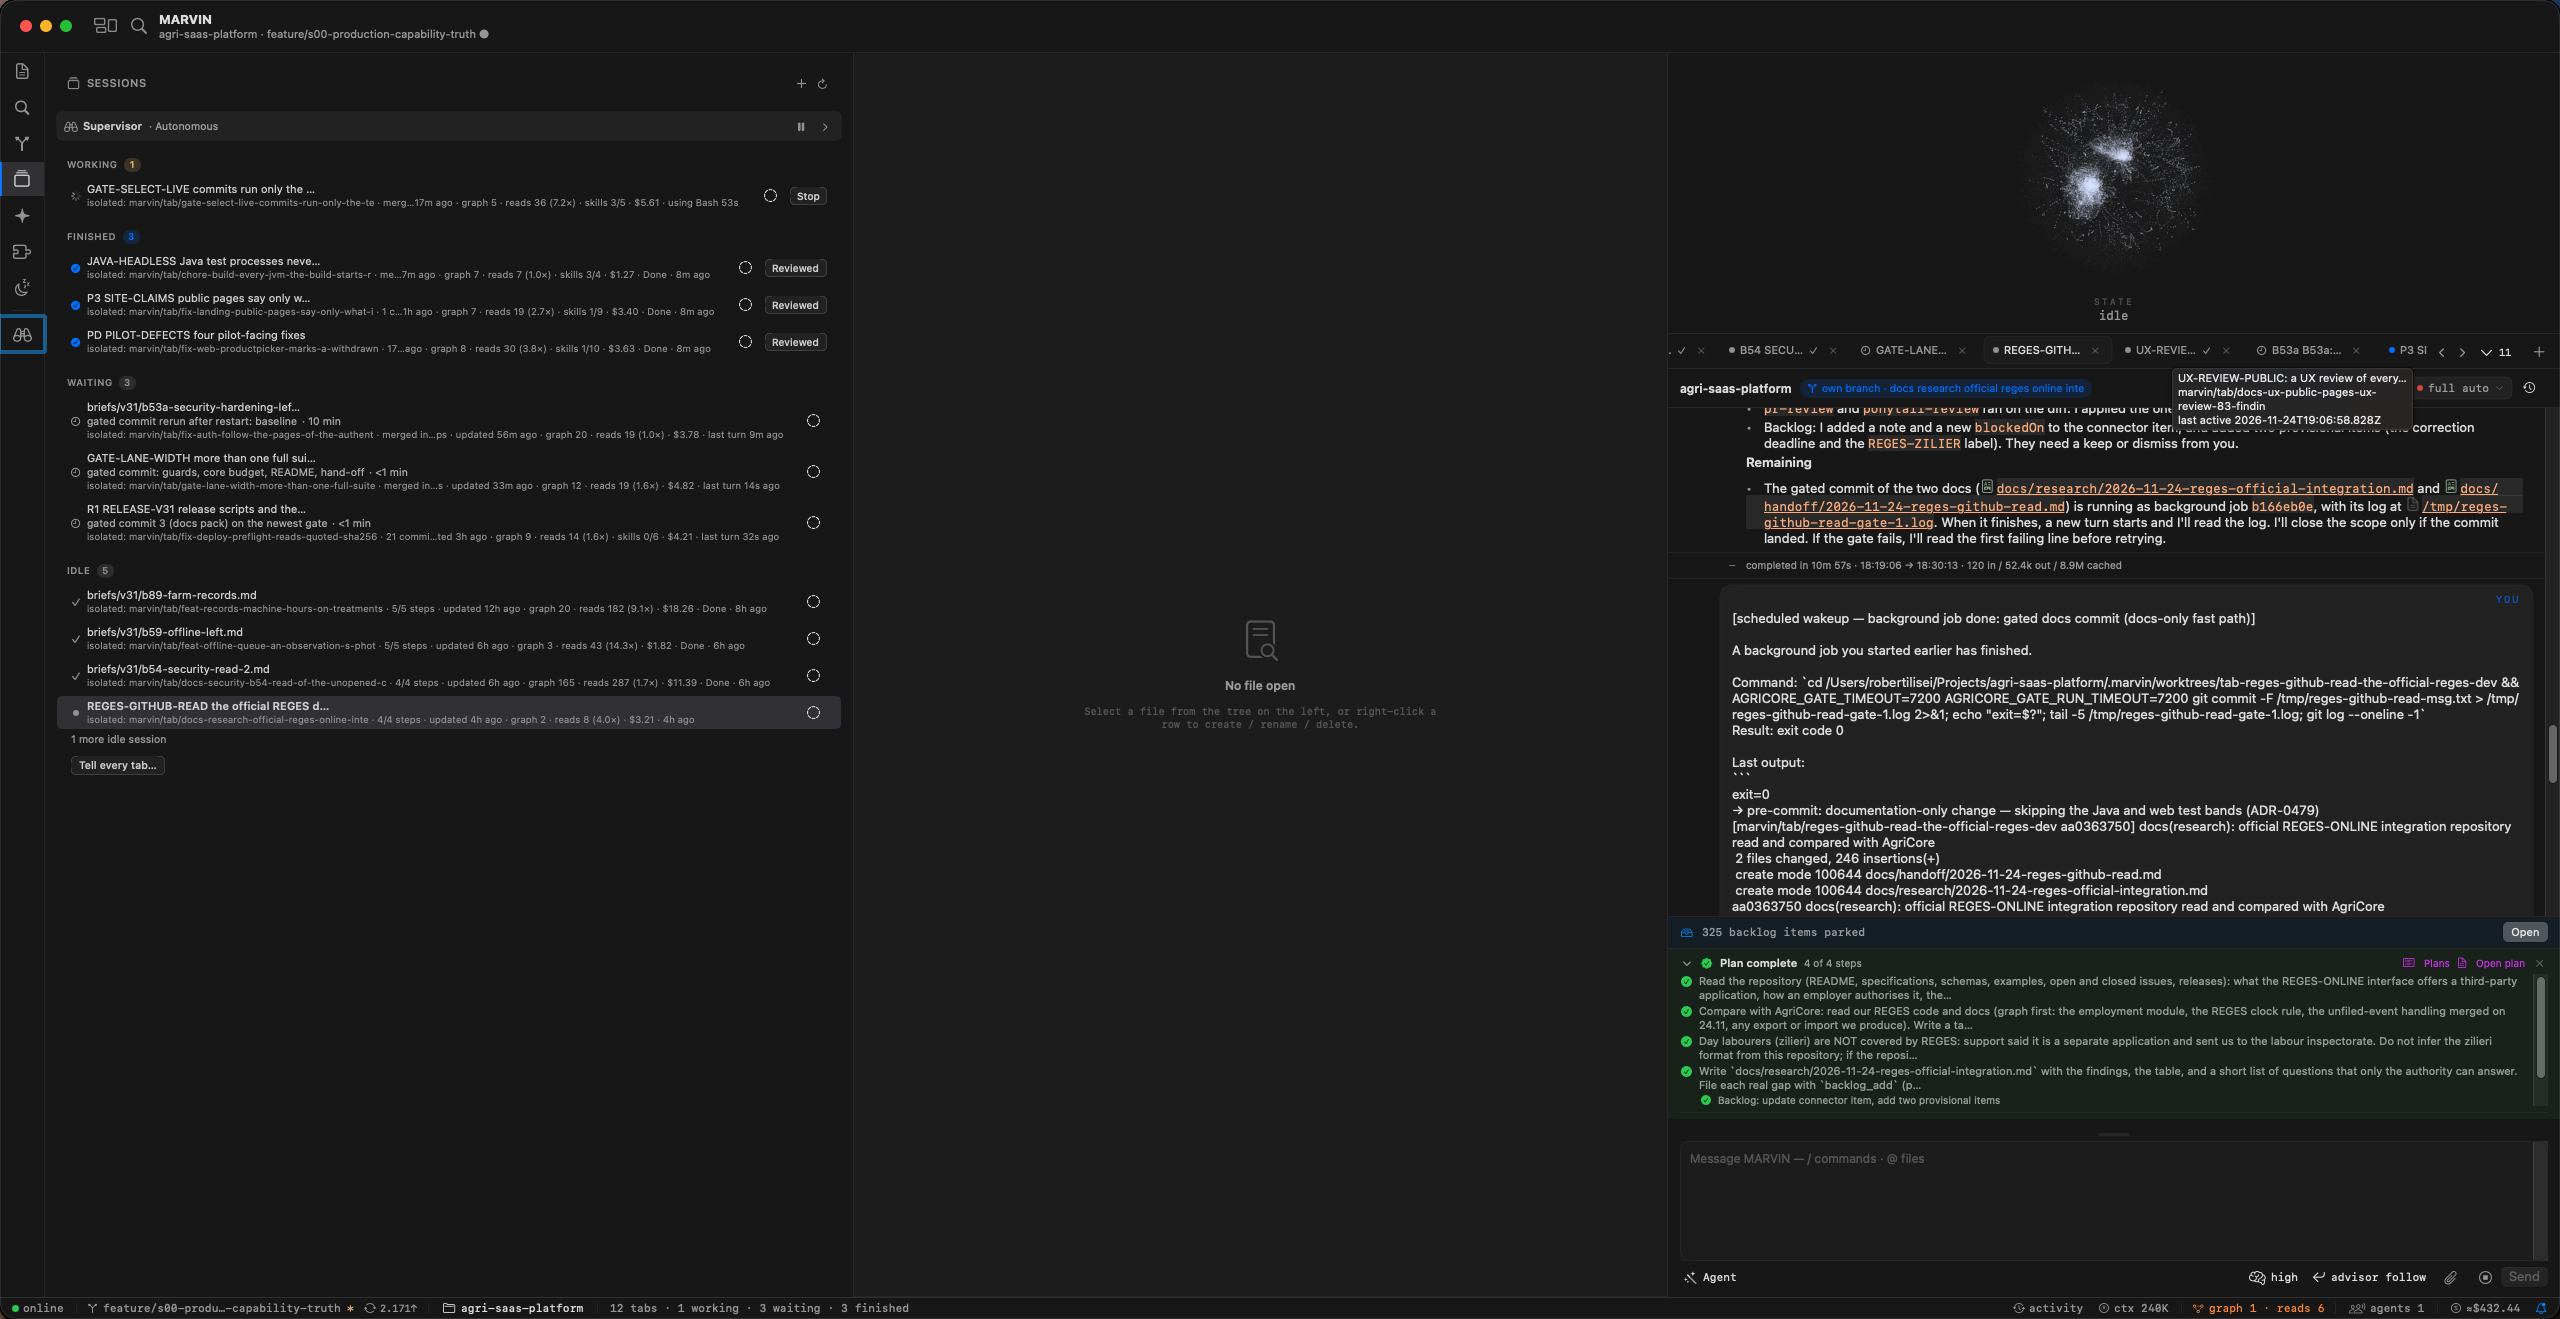 MARVIN
agri-saas-platform · feature/s00-production-capability-truth
SESSIONS
Supervisor · Autonomous
WORKING 1
GATE-SELECT-LIVE commits run only the ...
isolated: marvin/tab/gate-select-live-commits-run-only-the-te · merg...17m ago · graph 5 · reads 36 (7.2×) · skills 3/5 · $5.61 · using Bash 53s
Stop
FINISHED 3
JAVA-HEADLESS Java test processes neve...
isolated: marvin/tab/chore-build-every-jvm-the-build-starts-r · me...7m ago · graph 7 · reads 7 (1.0×) · skills 3/4 · $1.27 · Done · 8m ago
Reviewed
P3 SITE-CLAIMS public pages say only w...
isolated: marvin/tab/fix-landing-public-pages-say-only-what-i · 1 c...1h ago · graph 7 · reads 19 (2.7×) · skills 1/9 · $3.40 · Done · 8m ago
Reviewed
PD PILOT-DEFECTS four pilot-facing fixes
isolated: marvin/tab/fix-web-productpicker-marks-a-withdrawn · 17...ago · graph 8 · reads 30 (3.8×) · skills 1/10 · $3.63 · Done · 8m ago
Reviewed
WAITING 3
briefs/v31/b53a-security-hardening-lef...
gated commit rerun after restart: baseline · 10 min
isolated: marvin/tab/fix-auth-follow-the-pages-of-the-authent · merged in...ps · updated 56m ago · graph 20 · reads 19 (1.0×) · $3.78 · last turn 9m ago
GATE-LANE-WIDTH more than one full sui...
gated commit: guards, core budget, README, hand-off · <1 min
isolated: marvin/tab/gate-lane-width-more-than-one-full-suite · merged in...s · updated 33m ago · graph 12 · reads 19 (1.6×) · $4.82 · last turn 14s ago
R1 RELEASE-V31 release scripts and the...
gated commit 3 (docs pack) on the newest gate · <1 min
isolated: marvin/tab/fix-deploy-preflight-reads-quoted-sha256 · 21 commi...ted 3h ago · graph 9 · reads 14 (1.6×) · skills 0/6 · $4.21 · last turn 32s ago
IDLE 5
briefs/v31/b89-farm-records.md
isolated: marvin/tab/feat-records-machine-hours-on-treatments · 5/5 steps · updated 12h ago · graph 20 · reads 182 (9.1×) · $18.26 · Done · 8h ago
briefs/v31/b59-offline-left.md
isolated: marvin/tab/feat-offline-queue-an-observation-s-phot · 5/5 steps · updated 6h ago · graph 3 · reads 43 (14.3×) · $1.82 · Done · 6h ago
briefs/v31/b54-security-read-2.md
isolated: marvin/tab/docs-security-b54-read-of-the-unopened-c · 4/4 steps · updated 6h ago · graph 165 · reads 287 (1.7×) · $11.39 · Done · 6h ago
REGES-GITHUB-READ the official REGES d...
isolated: marvin/tab/docs-research-official-reges-online-inte · 4/4 steps · updated 4h ago · graph 2 · reads 8 (4.0×) · $3.21 · 4h ago
1 more idle session
Tell every tab...
No file open
Select a file from the tree on the left, or right-click a
row to create / rename / delete.
STATE
idle
B54 SECU... GATE-LANE... REGES-GITH... UX-REVIE... B53a B53a:... P3 SI 11
agri-saas-platform own branch · docs research official reges online inte
full auto
UX-REVIEW-PUBLIC: a UX review of every...
marvin/tab/docs-ux-public-pages-ux-
review-83-findin
last active 2026-11-24T19:06:58.828Z
pr-review and ponytail-review ran on the diff. I applied the one
Backlog: I added a note and a new blockedOn to the connector item, and added two provisional items (the correction
deadline and the REGES-ZILIER label). They need a keep or dismiss from you.
Remaining
The gated commit of the two docs (docs/research/2026-11-24-reges-official-integration.md and docs/
handoff/2026-11-24-reges-github-read.md) is running as background job b166eb0e, with its log at /tmp/reges-
github-read-gate-1.log. When it finishes, a new turn starts and I'll read the log. I'll close the scope only if the commit
landed. If the gate fails, I'll read the first failing line before retrying.
completed in 10m 57s · 18:19:06 → 18:30:13 · 120 in / 52.4k out / 8.9M cached
YOU
[scheduled wakeup — background job done: gated docs commit (docs-only fast path)]
A background job you started earlier has finished.
Command: `cd /Users/robertilisei/Projects/agri-saas-platform/.marvin/worktrees/tab-reges-github-read-the-official-reges-dev &&
AGRICORE_GATE_TIMEOUT=7200 AGRICORE_GATE_RUN_TIMEOUT=7200 git commit -F /tmp/reges-github-read-msg.txt > /tmp/
reges-github-read-gate-1.log 2>&1; echo "exit=$?"; tail -5 /tmp/reges-github-read-gate-1.log; git log --oneline -1`
Result: exit code 0
Last output:
```
exit=0
→ pre-commit: documentation-only change — skipping the Java and web test bands (ADR-0479)
[marvin/tab/reges-github-read-the-official-reges-dev aa0363750] docs(research): official REGES-ONLINE integration repository
read and compared with AgriCore
2 files changed, 246 insertions(+)
create mode 100644 docs/handoff/2026-11-24-reges-github-read.md
create mode 100644 docs/research/2026-11-24-reges-official-integration.md
aa0363750 docs(research): official REGES-ONLINE integration repository read and compared with AgriCore
325 backlog items parked
Open
Plan complete 4 of 4 steps
Plans Open plan
Read the repository (README, specifications, schemas, examples, open and closed issues, releases): what the REGES-ONLINE interface offers a third-party
application, how an employer authorises it, the...
Compare with AgriCore: read our REGES code and docs (graph first: the employment module, the REGES clock rule, the unfiled-event handling merged on
24.11, any export or import we produce). Write a ta...
Day labourers (zilieri) are NOT covered by REGES: support said it is a separate application and sent us to the labour inspectorate. Do not infer the zilieri
format from this repository; if the reposi...
Write `docs/research/2026-11-24-reges-official-integration.md` with the findings, the table, and a short list of questions that only the authority can answer.
File each real gap with `backlog_add` (p...
Backlog: update connector item, add two provisional items
Message MARVIN — / commands · @ files
Agent
high advisor follow Send
online feature/s00-produ…-capability-truth * 2.171↑ agri-saas-platform 12 tabs · 1 working · 3 waiting · 3 finished
activity ctx 240K graph 1 · reads 6 agents 1 ≈$432.44